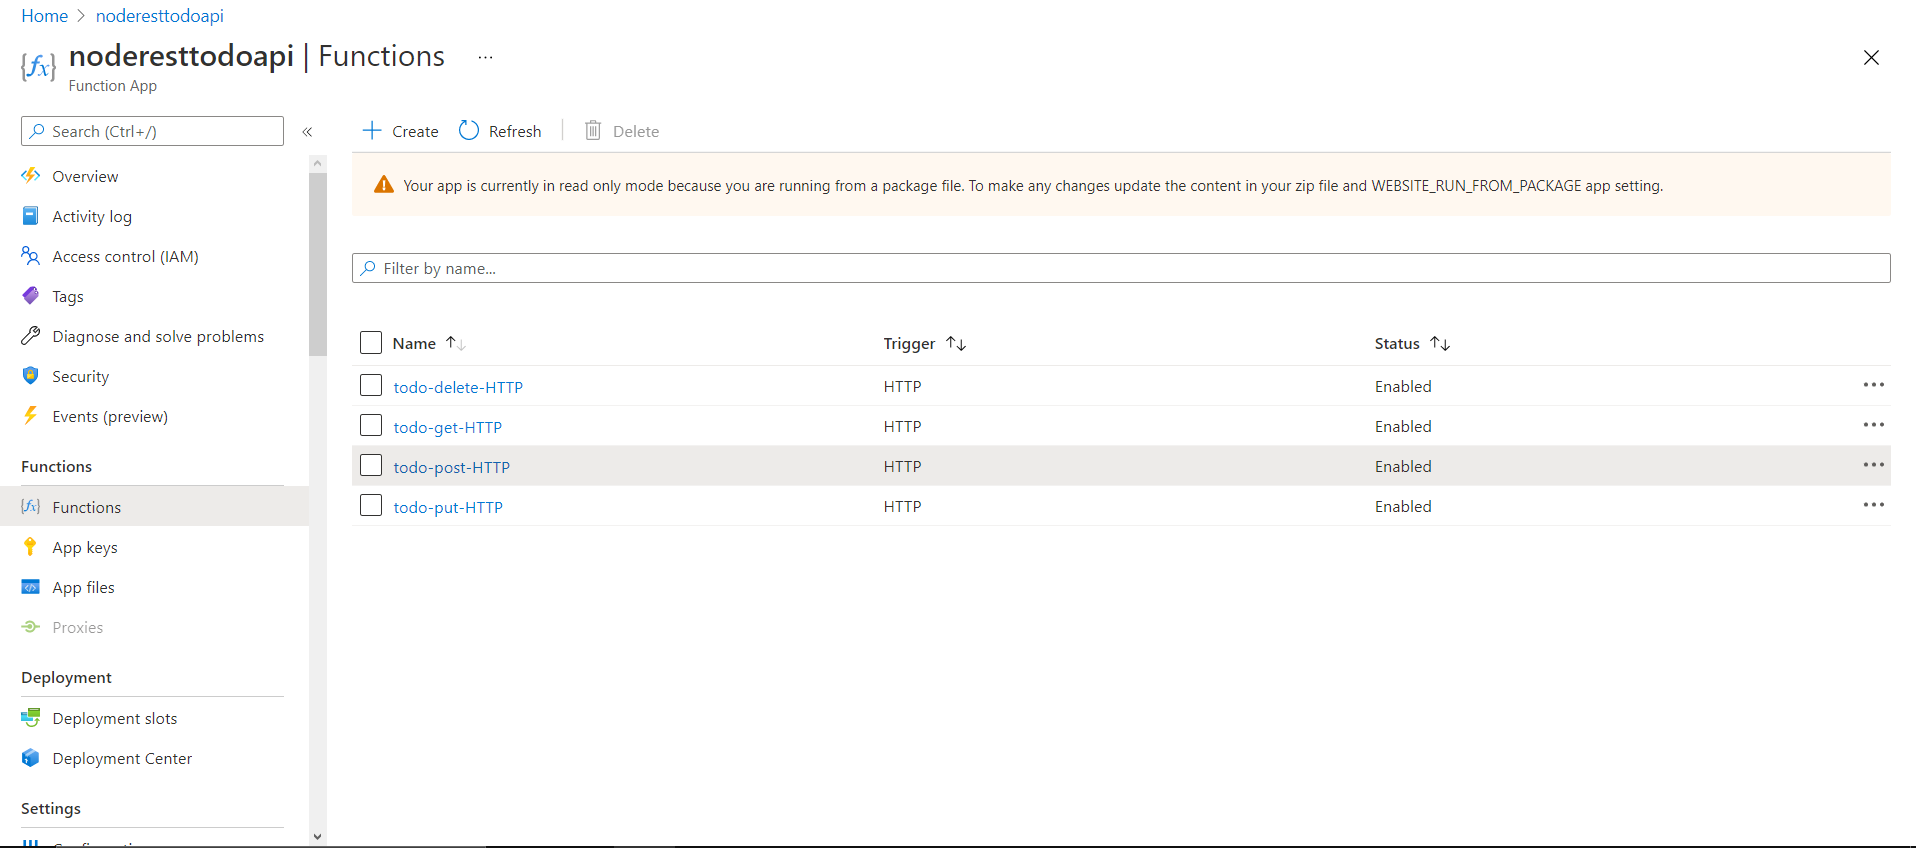 Home > noderesttodoapi
noderesttodoapi | Functions ...
Function App
Search (Ctrl+/)
«
Overview
Activity log
Access control (IAM)
Tags
Diagnose and solve problems
Security
Events (preview)
Functions
Functions
App keys
App files
Proxies
Deployment
Deployment slots
Deployment Center
Settings
Create Refresh Delete
Your app is currently in read only mode because you are running from a package file. To make any changes update the content in your zip file and WEBSITE_RUN_FROM_PACKAGE app setting.
Filter by name...
Name Trigger Status
todo-delete-HTTP HTTP Enabled
todo-get-HTTP HTTP Enabled
todo-post-HTTP HTTP Enabled
todo-put-HTTP HTTP Enabled